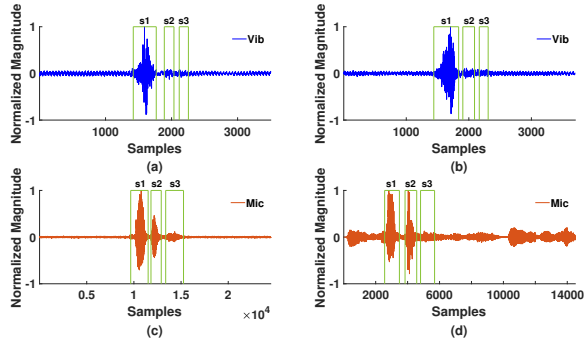 s1 s2 s3
Normalized Magnitude
1
0
-1
Vib
1000 2000 3000
Samples
(a)
s1 s2 s3
Normalized Magnitude
1
0
-1
Vib
1000 2000 3000
Samples
(b)
s1 s2 s3
Normalized Magnitude
1
0
-1
Mic
0.5 1 1.5 2
Samples
×10^4
(c)
s1 s2 s3
Normalized Magnitude
1
0
-1
Mic
2000 6000 10000 14000
Samples
(d)